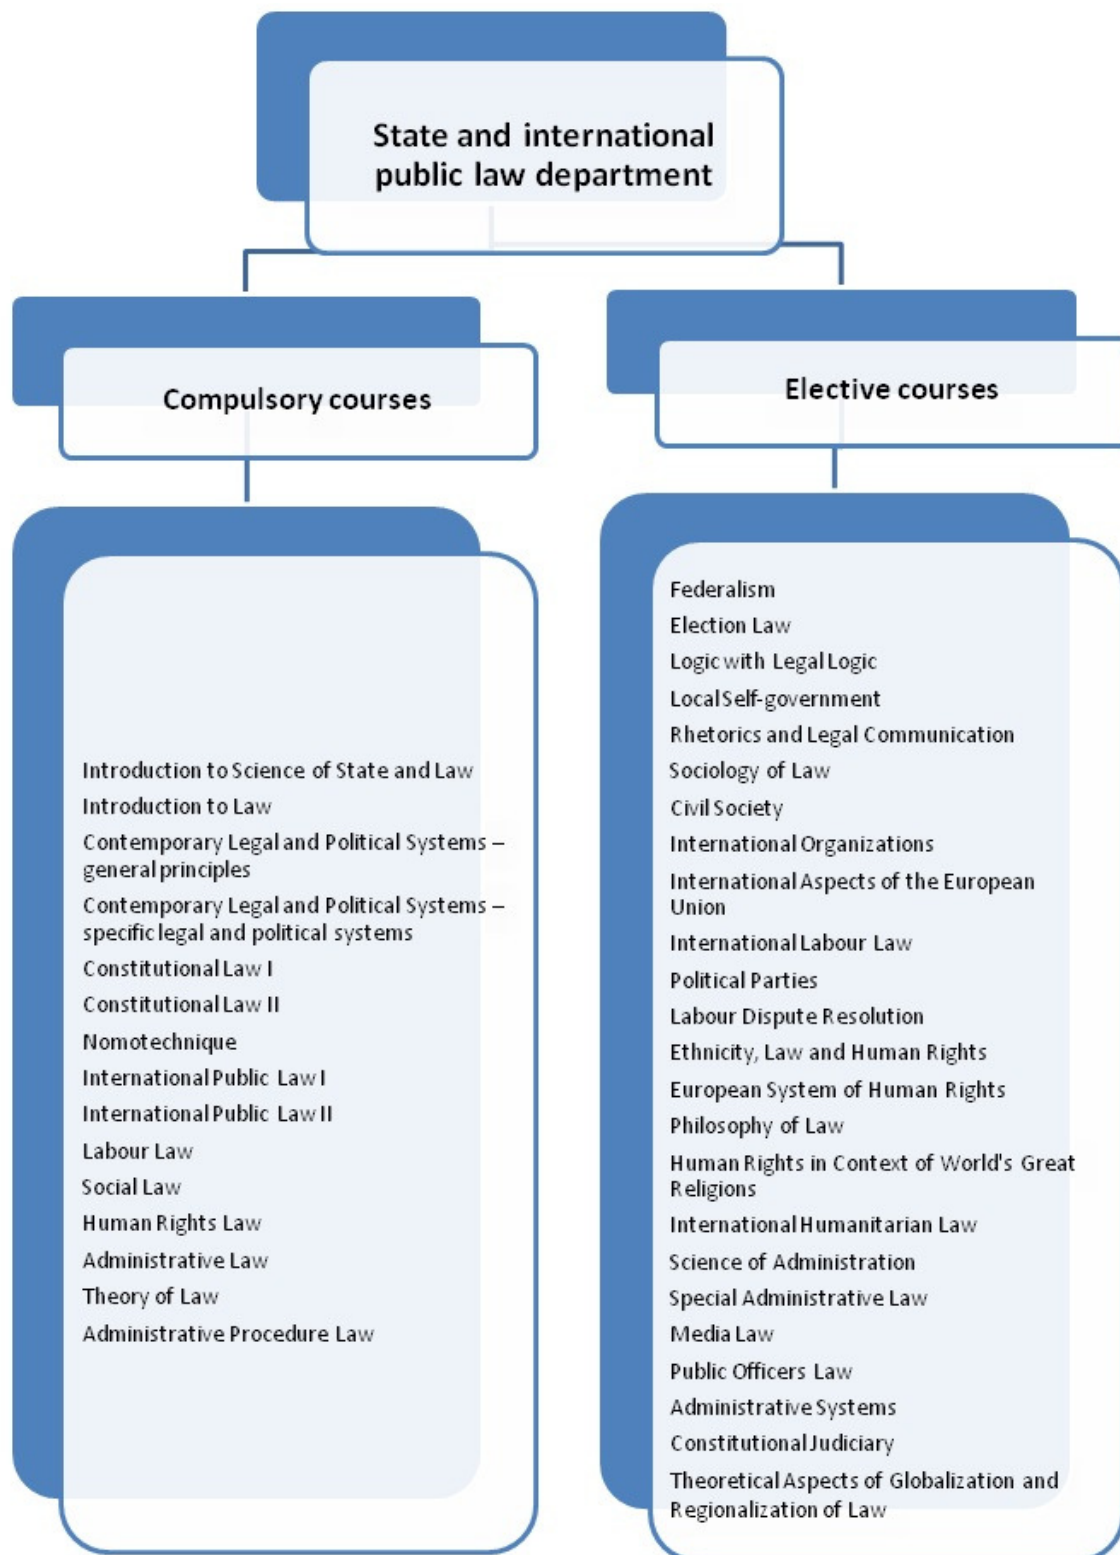 State and international
public law department
Compulsory courses
Elective courses
Introduction to Science of State and Law
Introduction to Law
Contemporary Legal and Political Systems –
general principles
Contemporary Legal and Political Systems –
specific legal and political systems
Constitutional Law I
Constitutional Law II
Nomotechnique
International Public Law I
International Public Law II
Labour Law
Social Law
Human Rights Law
Administrative Law
Theory of Law
Administrative Procedure Law
Federalism
Election Law
Logic with Legal Logic
Local Self-government
Rhetorics and Legal Communication
Sociology of Law
Civil Society
International Organizations
International Aspects of the European
Union
International Labour Law
Political Parties
Labour Dispute Resolution
Ethnicity, Law and Human Rights
European System of Human Rights
Philosophy of Law
Human Rights in Context of World's Great
Religions
International Humanitarian Law
Science of Administration
Special Administrative Law
Media Law
Public Officers Law
Administrative Systems
Constitutional Judiciary
Theoretical Aspects of Globalization and
Regionalization of Law